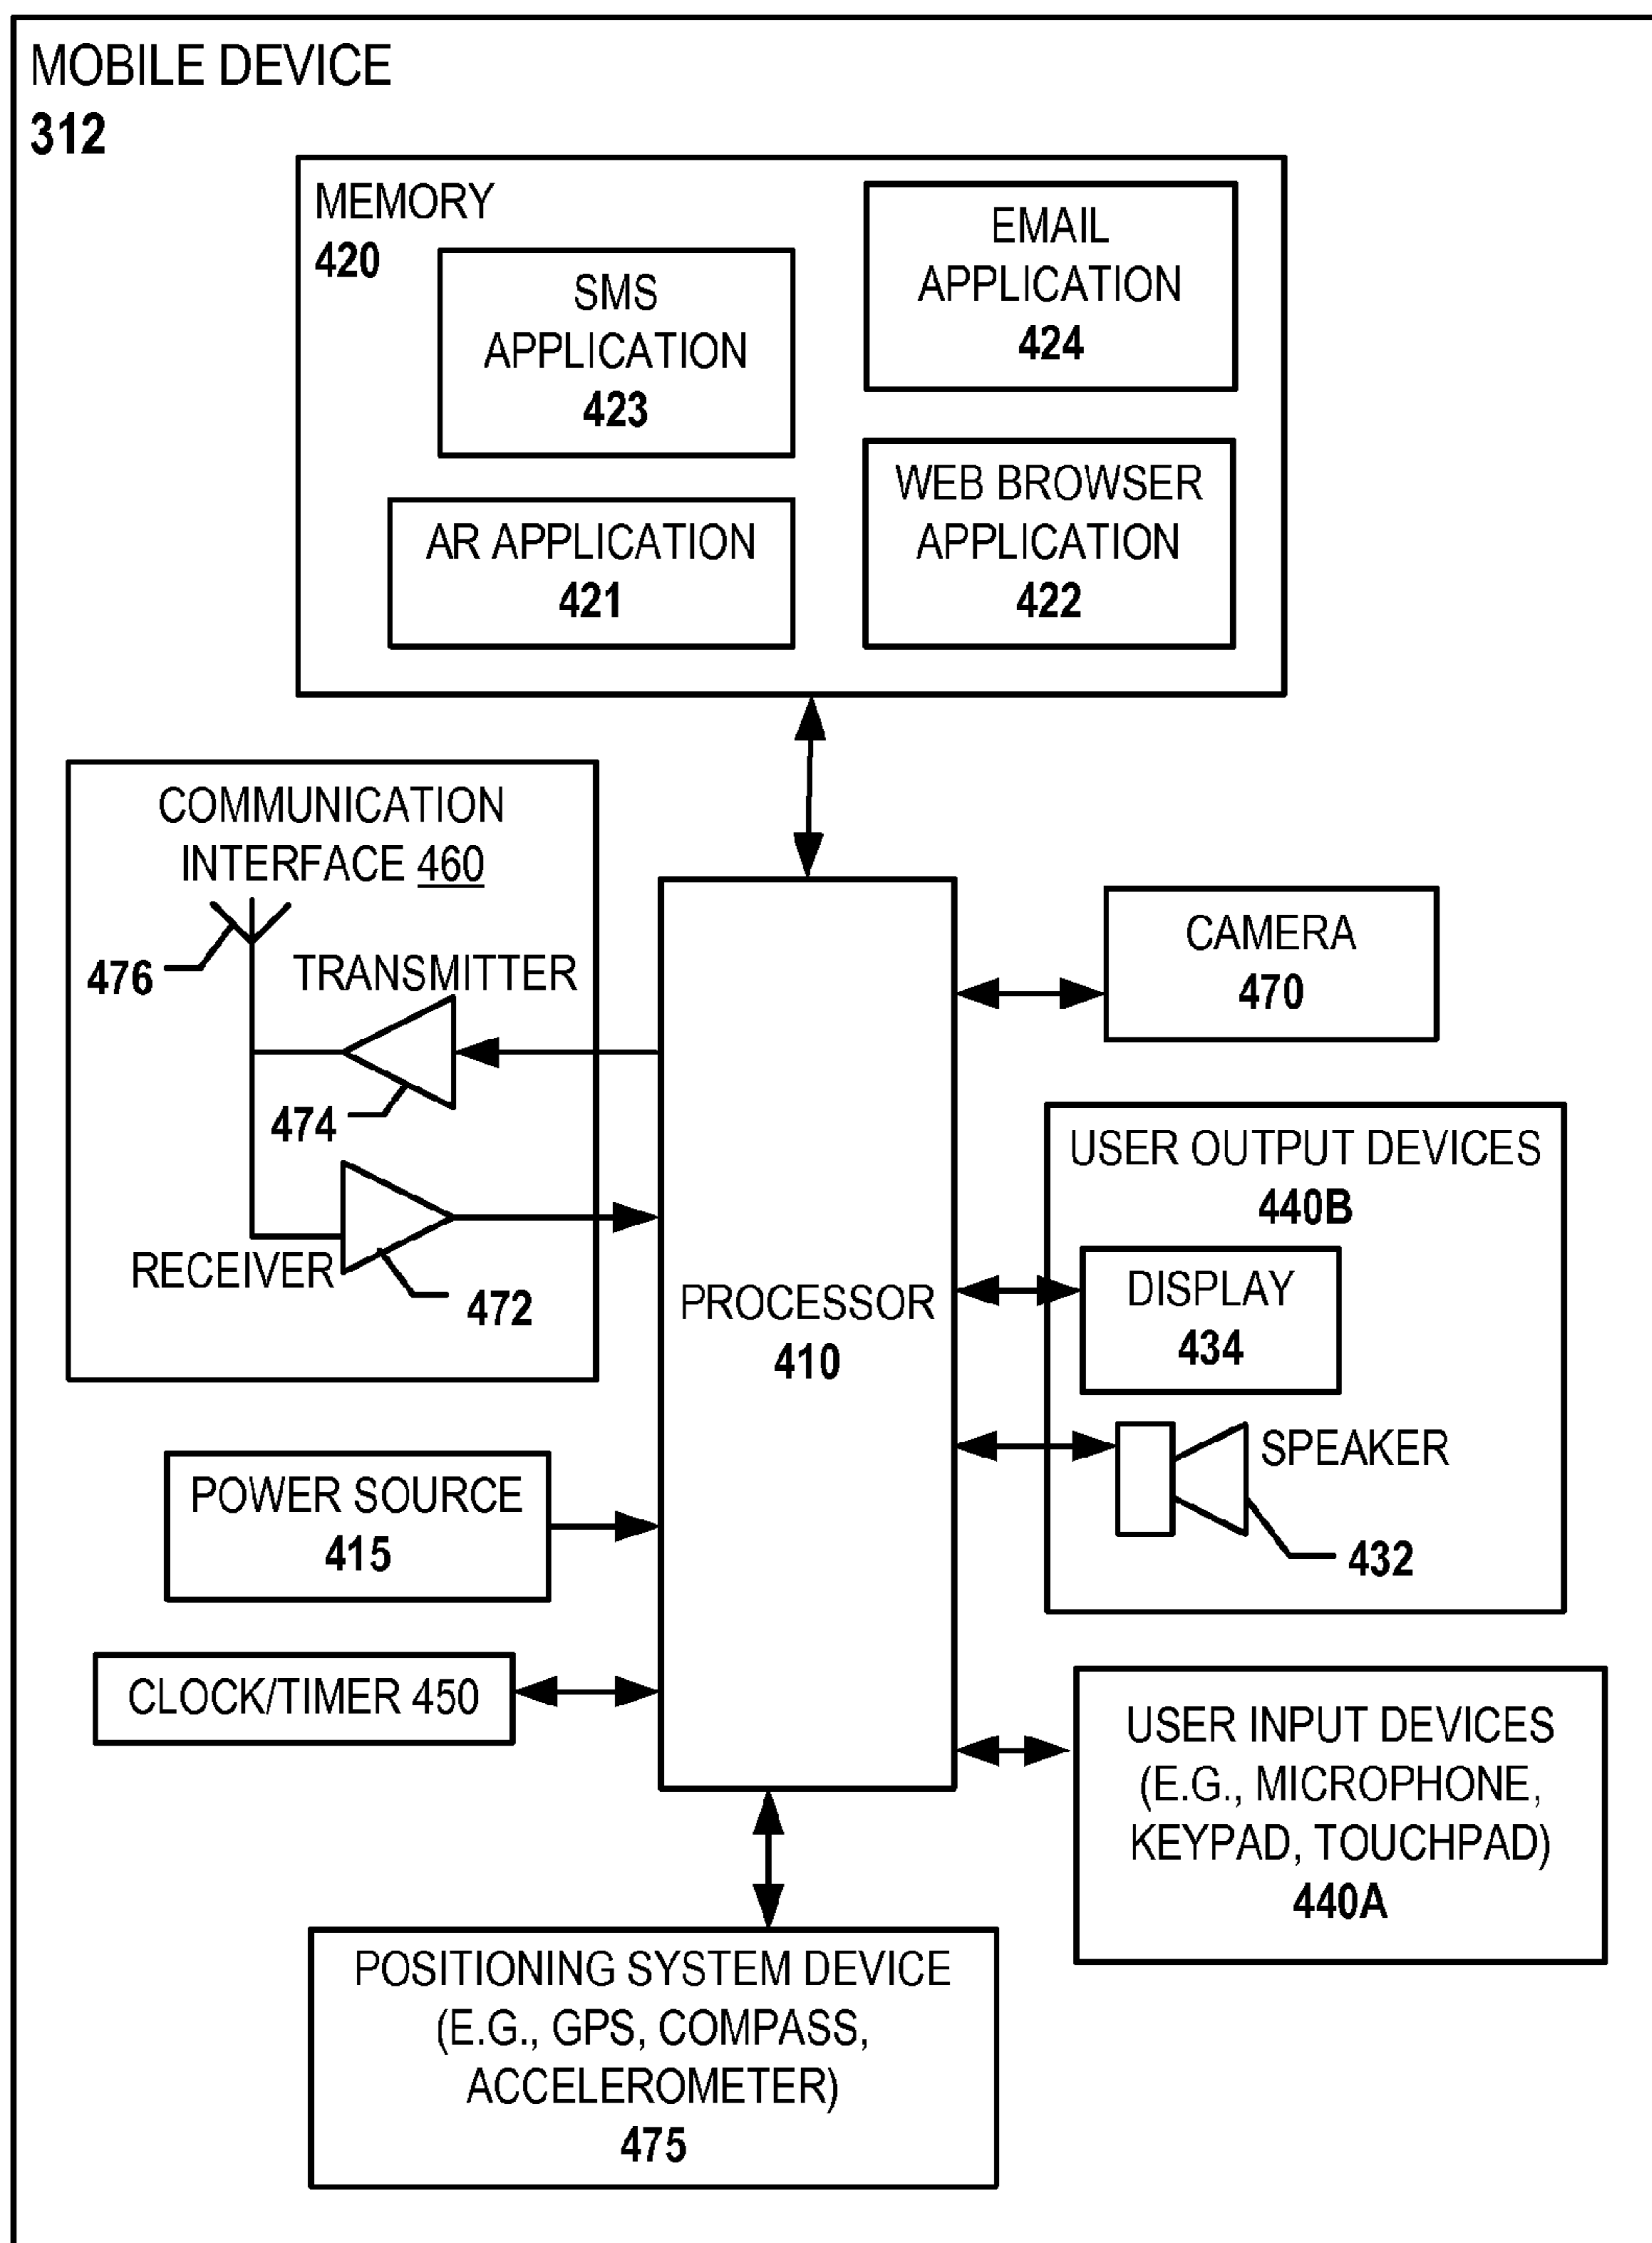 MOBILE DEVICE
312
MEMORY
420
EMAIL
APPLICATION
424
SMS
APPLICATION
423
AR APPLICATION
421
WEB BROWSER
APPLICATION
422
COMMUNICATION
INTERFACE 460
476
TRANSMITTER
474
RECEIVER
472
PROCESSOR
410
CAMERA
470
USER OUTPUT DEVICES
440B
DISPLAY
434
SPEAKER
432
POWER SOURCE
415
CLOCK/TIMER 450
USER INPUT DEVICES
(E.G., MICROPHONE,
KEYPAD, TOUCHPAD)
440A
POSITIONING SYSTEM DEVICE
(E.G., GPS, COMPASS,
ACCELEROMETER)
475